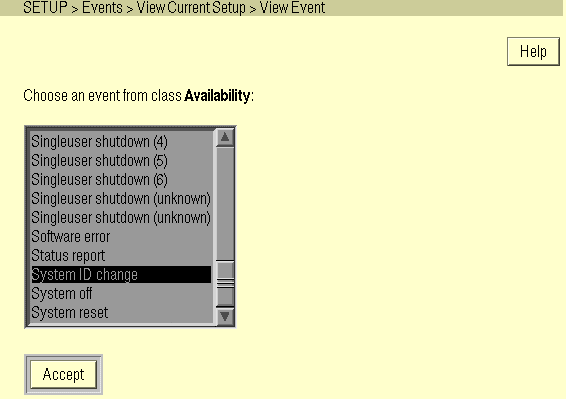 SETUP > Events > View Current Setup > View Event
Help
Choose an event from class Availability:
Singleuser shutdown (4)
Singleuser shutdown (5)
Singleuser shutdown (6)
Singleuser shutdown (unknown)
Singleuser shutdown (unknown)
Software error
Status report
System ID change
System off
System reset
Accept